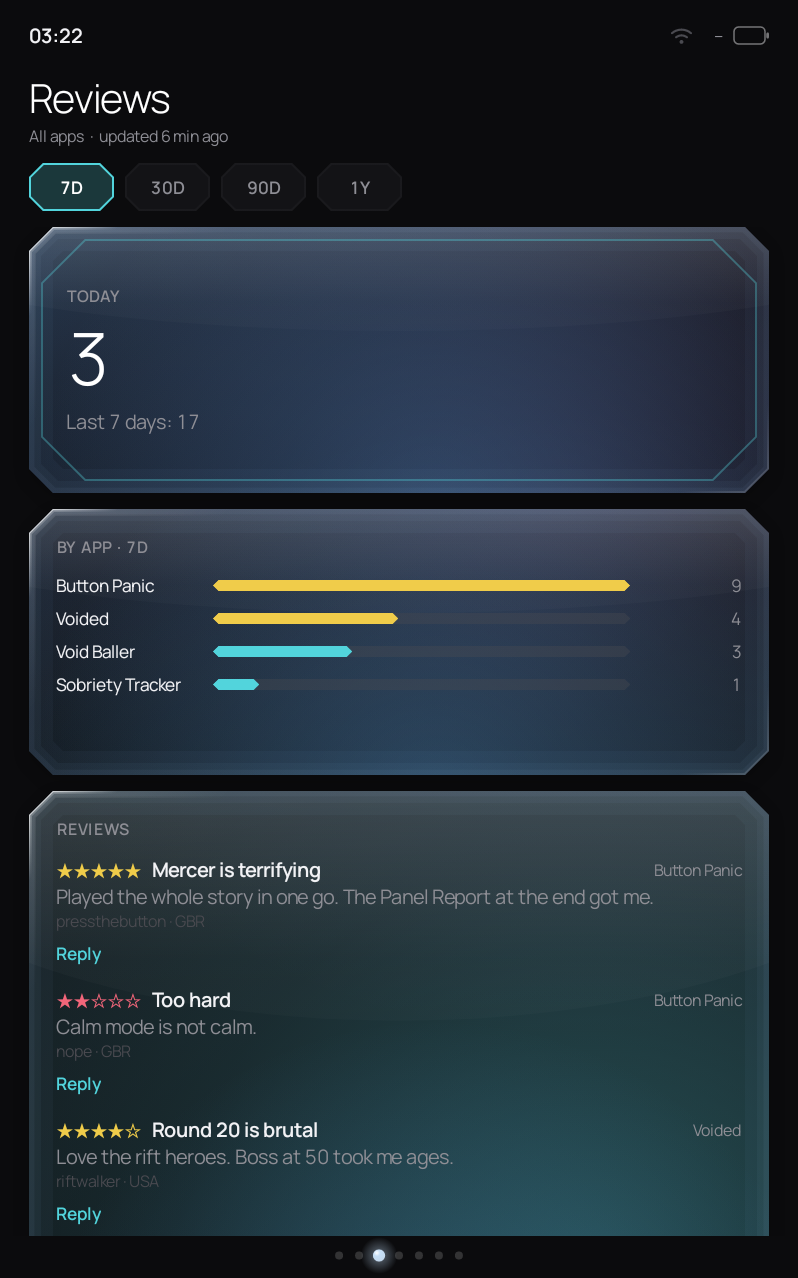 03:22
Reviews
All apps · updated 6 min ago
7D 30D 90D 1Y
TODAY
3
Last 7 days: 17
BY APP · 7D
Button Panic 9
Voided 4
Void Baller 3
Sobriety Tracker 1
REVIEWS
★★★★★ Mercer is terrifying Button Panic
Played the whole story in one go. The Panel Report at the end got me.
pressthebutton · GBR
Reply
★★☆☆☆ Too hard Button Panic
Calm mode is not calm.
nope · GBR
Reply
★★★★☆ Round 20 is brutal Voided
Love the rift heroes. Boss at 50 took me ages.
riftwalker · USA
Reply